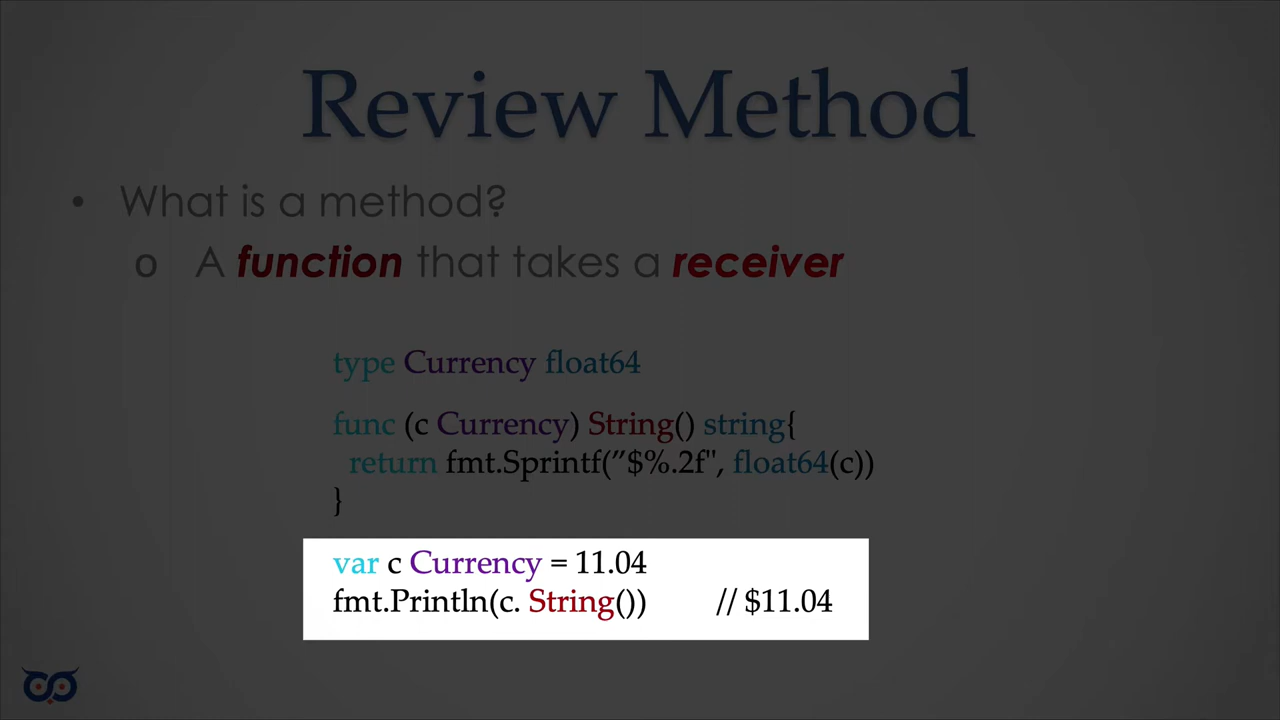 Review Method
• What is a method?
o A function that takes a receiver
type Currency float64
func (c Currency) String() string{
return fmt.Sprintf(”$%.2f", float64(c))
}
var c Currency = 11.04
fmt.Println(c. String()) // $11.04